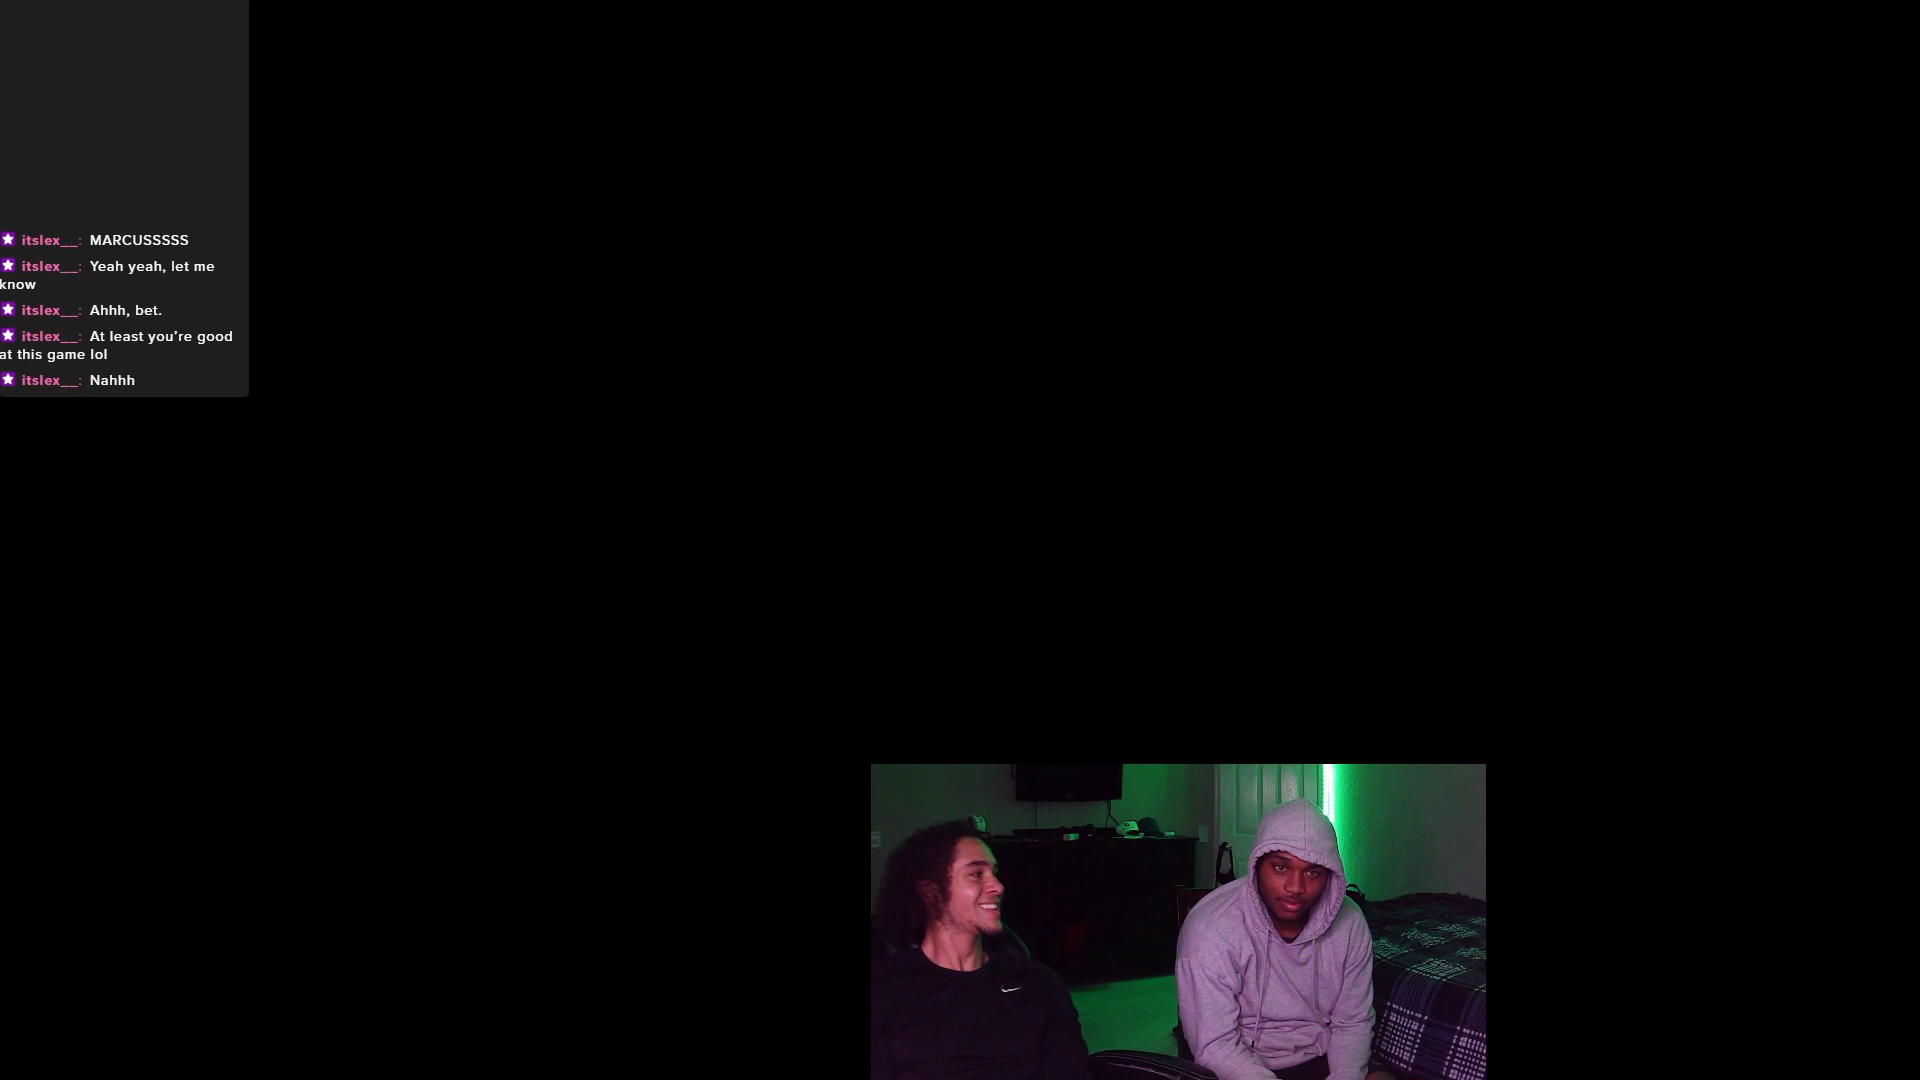 itslex__: MARCUSSSSS
itslex__: Yeah yeah, let me
know
itslex__: Ahhh, bet.
itslex__: At least you’re good
at this game lol
itslex__: Nahhh